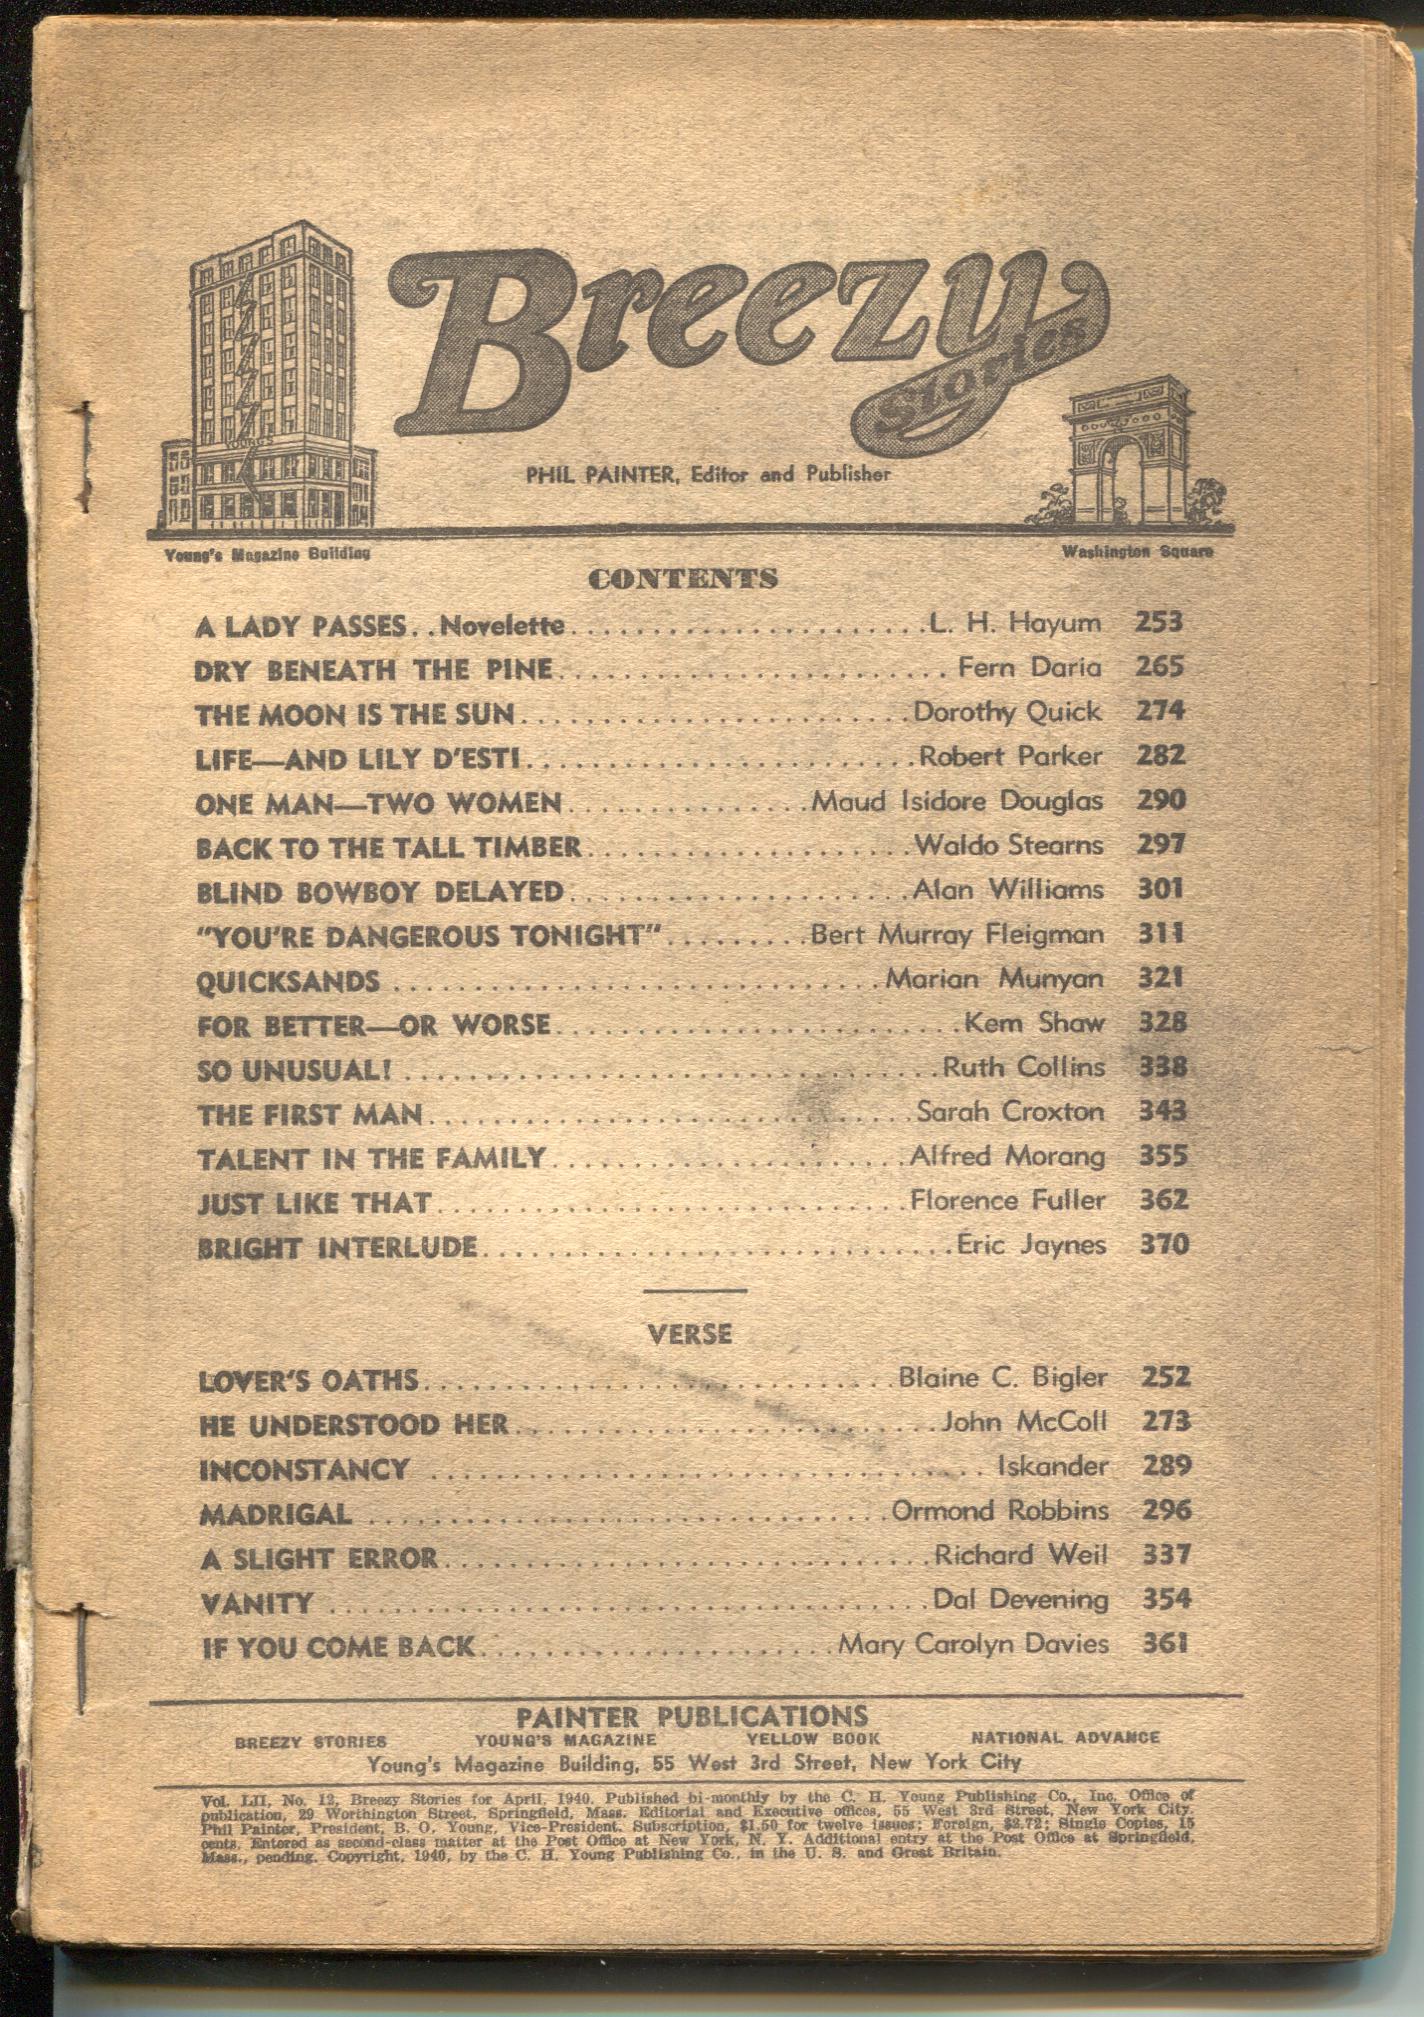 Breezy
Stories
YOUNG'S
PHIL PAINTER, Editor and Publisher
Young's Magazine Building
Washington Square
CONTENTS
A LADY PASSES..Novelette.......................L. H. Hayum 253
DRY BENEATH THE PINE.........................Fern Daria 265
THE MOON IS THE SUN........................Dorothy Quick 274
LIFE—AND LILY D'ESTI.........................Robert Parker 282
ONE MAN—TWO WOMEN...............Maud Isidore Douglas 290
BACK TO THE TALL TIMBER.....................Waldo Stearns 297
BLIND BOWBOY DELAYED......................Alan Williams 301
"YOU'RE DANGEROUS TONIGHT".........Bert Murray Fleigman 311
QUICKSANDS ...............................Marian Munyan 321
FOR BETTER—OR WORSE..........................Kem Shaw 328
SO UNUSUAL! ..................................Ruth Collins 338
THE FIRST MAN..............................Sarah Croxton 343
TALENT IN THE FAMILY.......................Alfred Morang 355
JUST LIKE THAT..............................Florence Fuller 362
BRIGHT INTERLUDE..............................Eric Jaynes 370
VERSE
LOVER'S OATHS..............................Blaine C. Bigler 252
HE UNDERSTOOD HER...........................John McColl 273
INCONSTANCY ................................... Iskander 289
MADRIGAL .................................Ormond Robbins 296
A SLIGHT ERROR...............................Richard Weil 337
VANITY ......................................Dal Devening 354
IF YOU COME BACK.......................Mary Carolyn Davies 361
PAINTER PUBLICATIONS
BREEZY STORIES YOUNG'S MAGAZINE YELLOW BOOK NATIONAL ADVANCE
Young's Magazine Building, 55 West 3rd Street, New York City
Vol. LII, No. 12, Breezy Stories for April, 1940. Published bi-monthly by the C. H. Young Publishing Co., Inc. Office of
publication, 29 Worthington Street, Springfield, Mass. Editorial and Executive offices, 55 West 3rd Street, New York City.
Phil Painter, President, B. O. Young, Vice-President. Subscription, $1.50 for twelve issues; Foreign, $2.72; Single Copies, 15
cents. Entered as second-class matter at the Post Office at New York, N. Y. Additional entry at the Post Office at Springfield,
Mass., pending. Copyright, 1940, by the C. H. Young Publishing Co., in the U. S. and Great Britain.